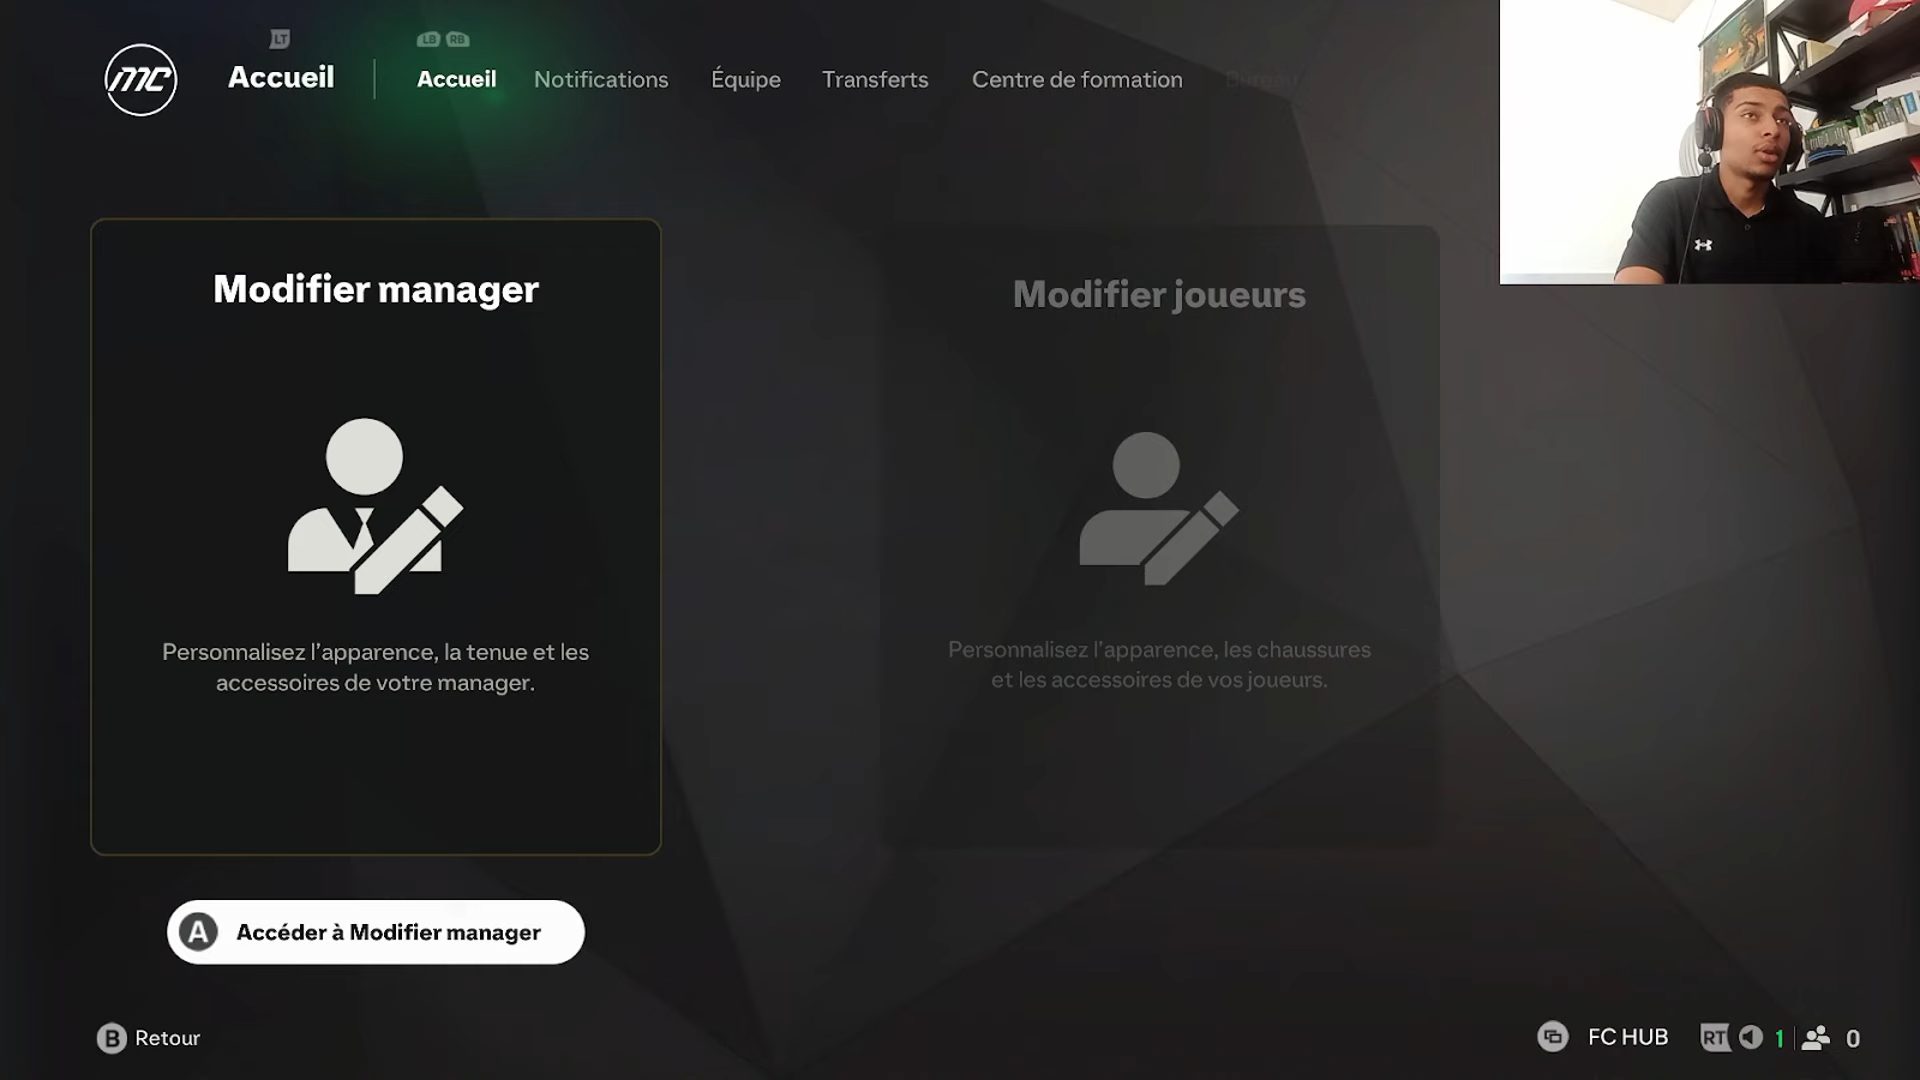 LT
LB RB
MC
Accueil
Accueil Notifications Équipe Transferts Centre de formation Bureau
Modifier manager
Personnalisez l'apparence, la tenue et les
accessoires de votre manager.
Modifier joueurs
Personnalisez l'apparence, les chaussures
et les accessoires de vos joueurs.
A Accéder à Modifier manager
B Retour
FC HUB RT 1 0